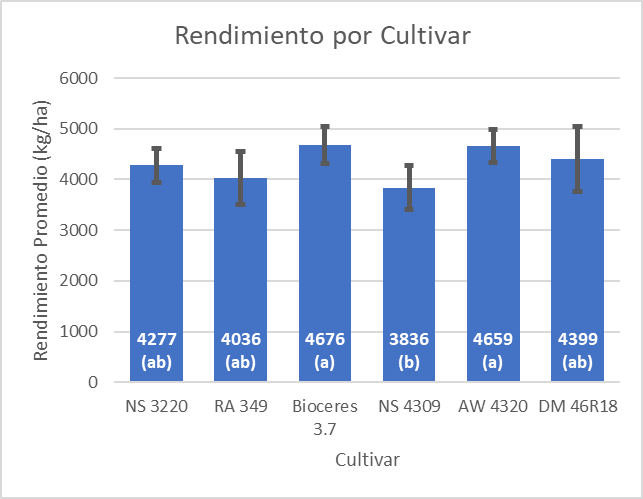 Rendimiento por Cultivar
Rendimiento Promedio (kg/ha)
6000
5000
4000
3000
2000
1000
0
4277 4036 4676 3836 4659 4399
(ab) (ab) (a) (b) (a) (ab)
NS 3220 RA 349 Bioceres NS 4309 AW 4320 DM 46R18
3.7
Cultivar